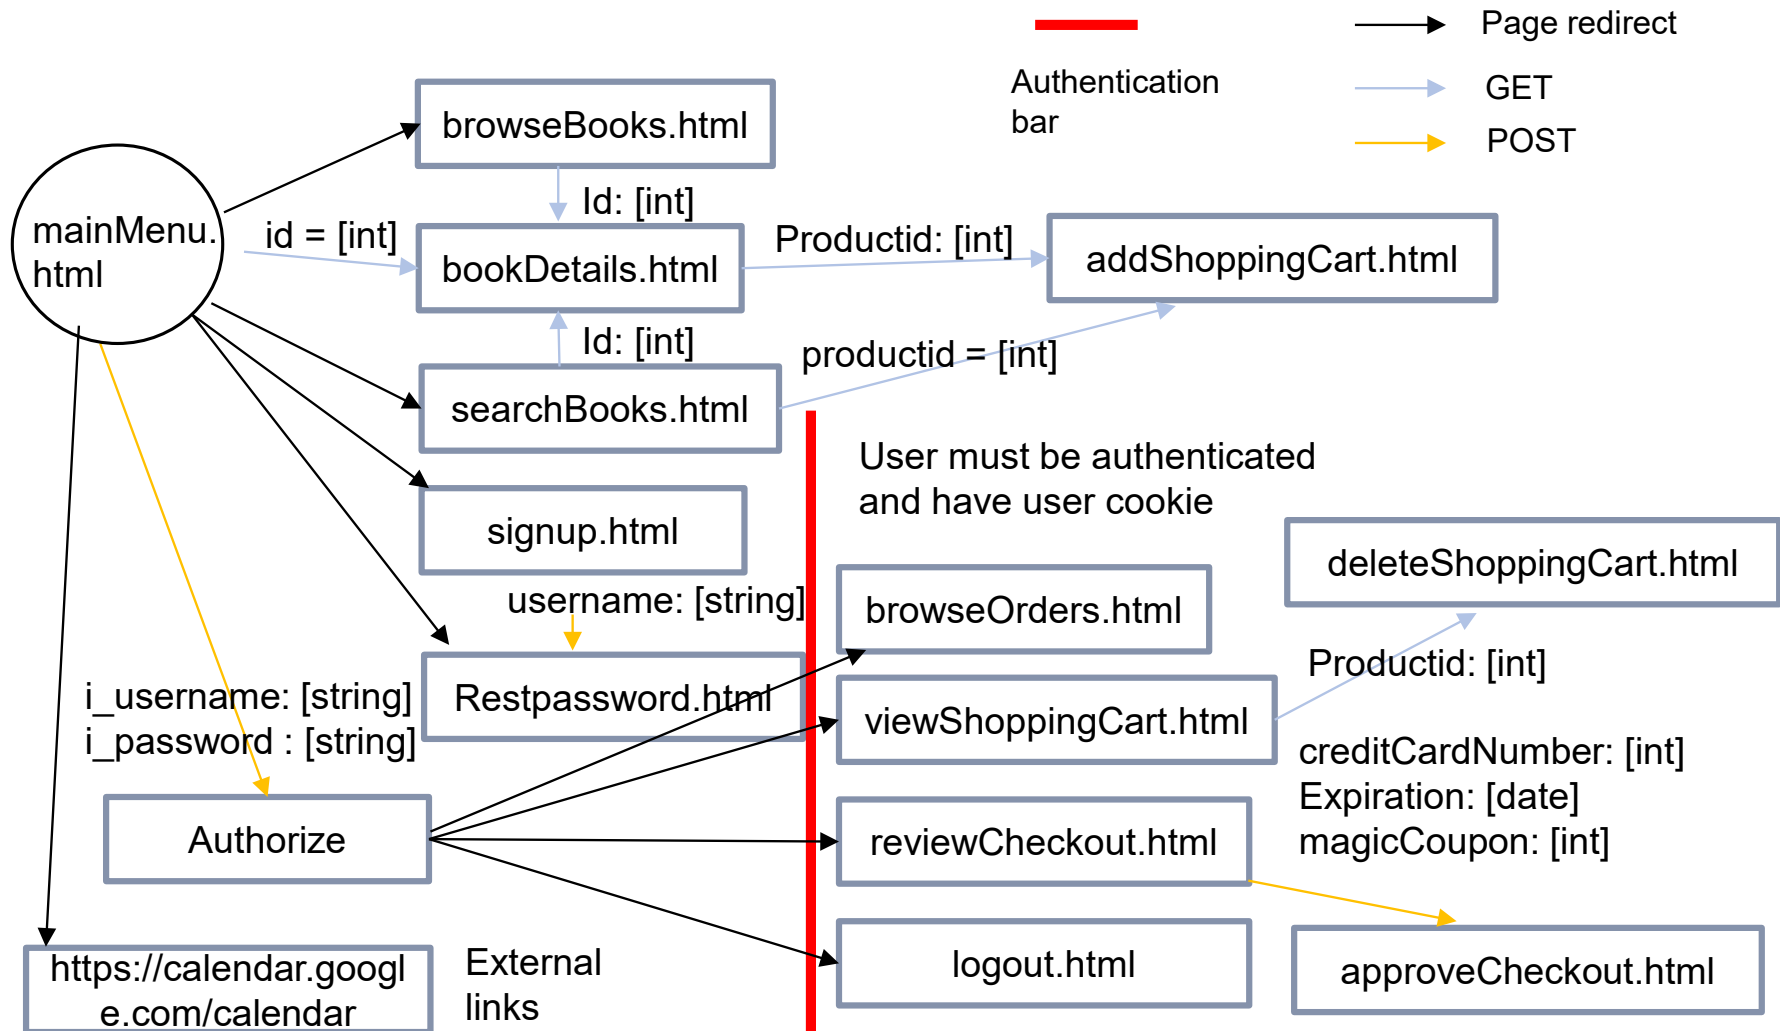 Page redirect
Authentication
bar
GET
POST
browseBooks.html
mainMenu.
html
Id: [int]
id = [int]
bookDetails.html
Productid: [int]
addShoppingCart.html
Id: [int]
productid = [int]
searchBooks.html
User must be authenticated
and have user cookie
signup.html
deleteShoppingCart.html
username: [string]
browseOrders.html
Productid: [int]
i_username: [string]
i_password : [string]
Restpassword.html
viewShoppingCart.html
creditCardNumber: [int]
Expiration: [date]
magicCoupon: [int]
Authorize
reviewCheckout.html
https://calendar.googl
e.com/calendar
External
links
logout.html
approveCheckout.html